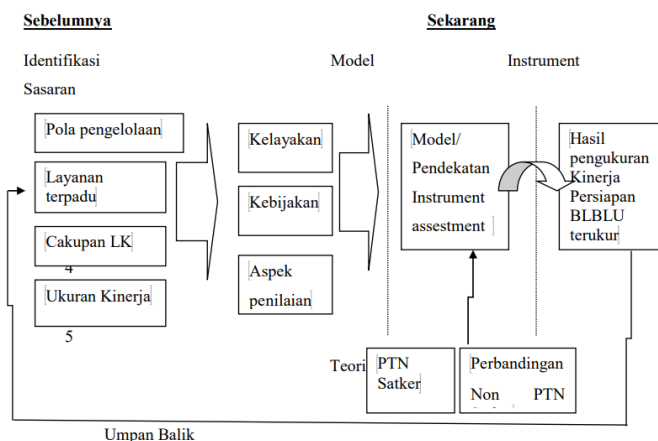 Sebelumnya
Sekarang
Identifikasi
Sasaran
Model
Instrument
Pola pengelolaan
Layanan
terpadu
Cakupan LK
4
Ukuran Kinerja
5
Kelayakan
Kebijakan
Aspek
penilaian
Model/
Pendekatan
Instrument
assestment
Hasil
pengukuran
Kinerja
Persiapan
BLBLU
terukur
Teori
PTN
Satker
Perbandingan
Non PTN
Umpan Balik